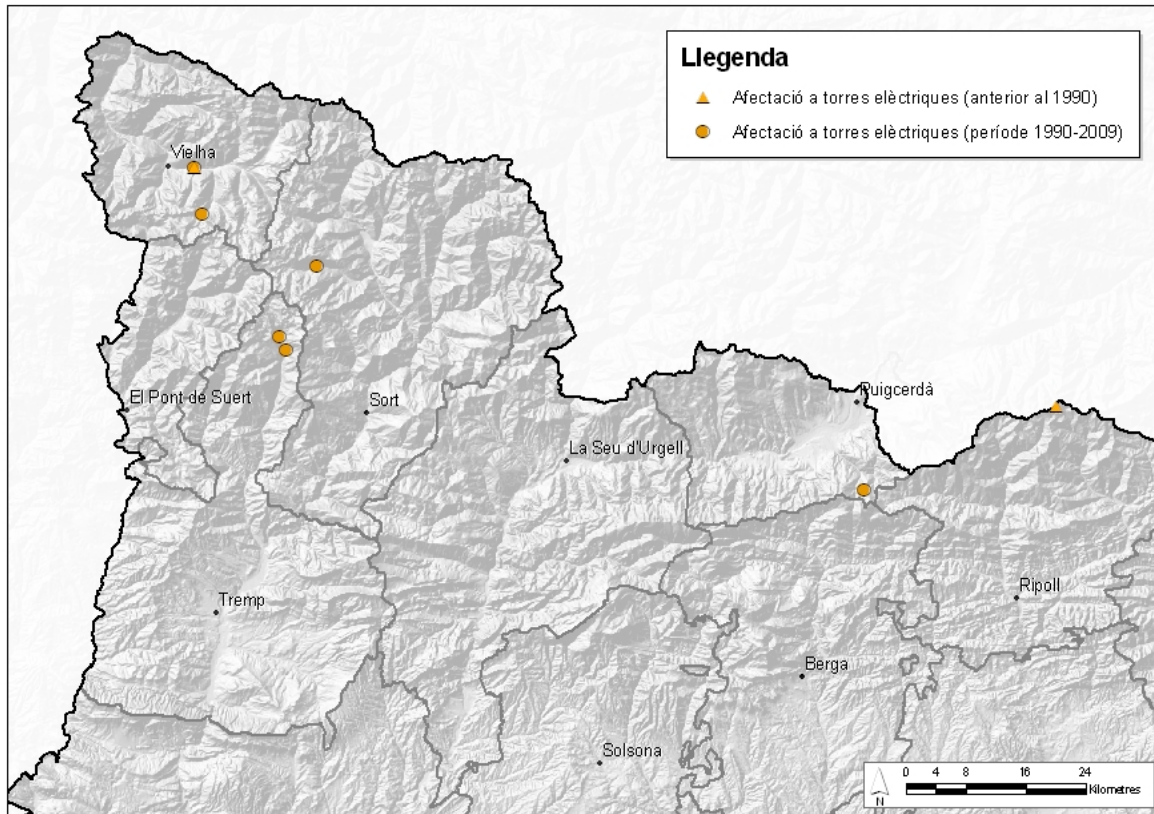 Llegenda
Afectació a torres elèctriques (anterior al 1990)
Afectació a torres elèctriques (període 1990-2009)
Vielha
El Pont de Suert
Sort
Puigcerdà
La Seu d'Urgell
Tremp
Ripoll
Berga
Solsona
0 4 8 16 24
Kilometres
N